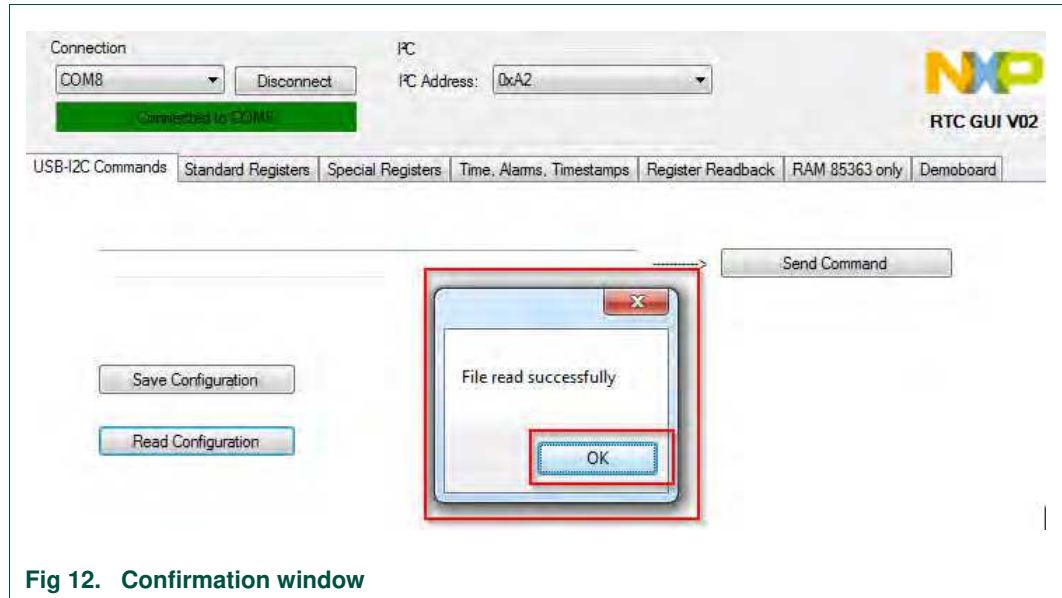 Connection
I²C
COM8
Disconnect
I²C Address:
0xA2
Connected to COM8
NXP
RTC GUI V02
USB-I2C Commands
Standard Registers
Special Registers
Time, Alarms, Timestamps
Register Readback
RAM 85363 only
Demoboard
----------->
Send Command
File read successfully
Save Configuration
Read Configuration
OK
Fig 12. Confirmation window